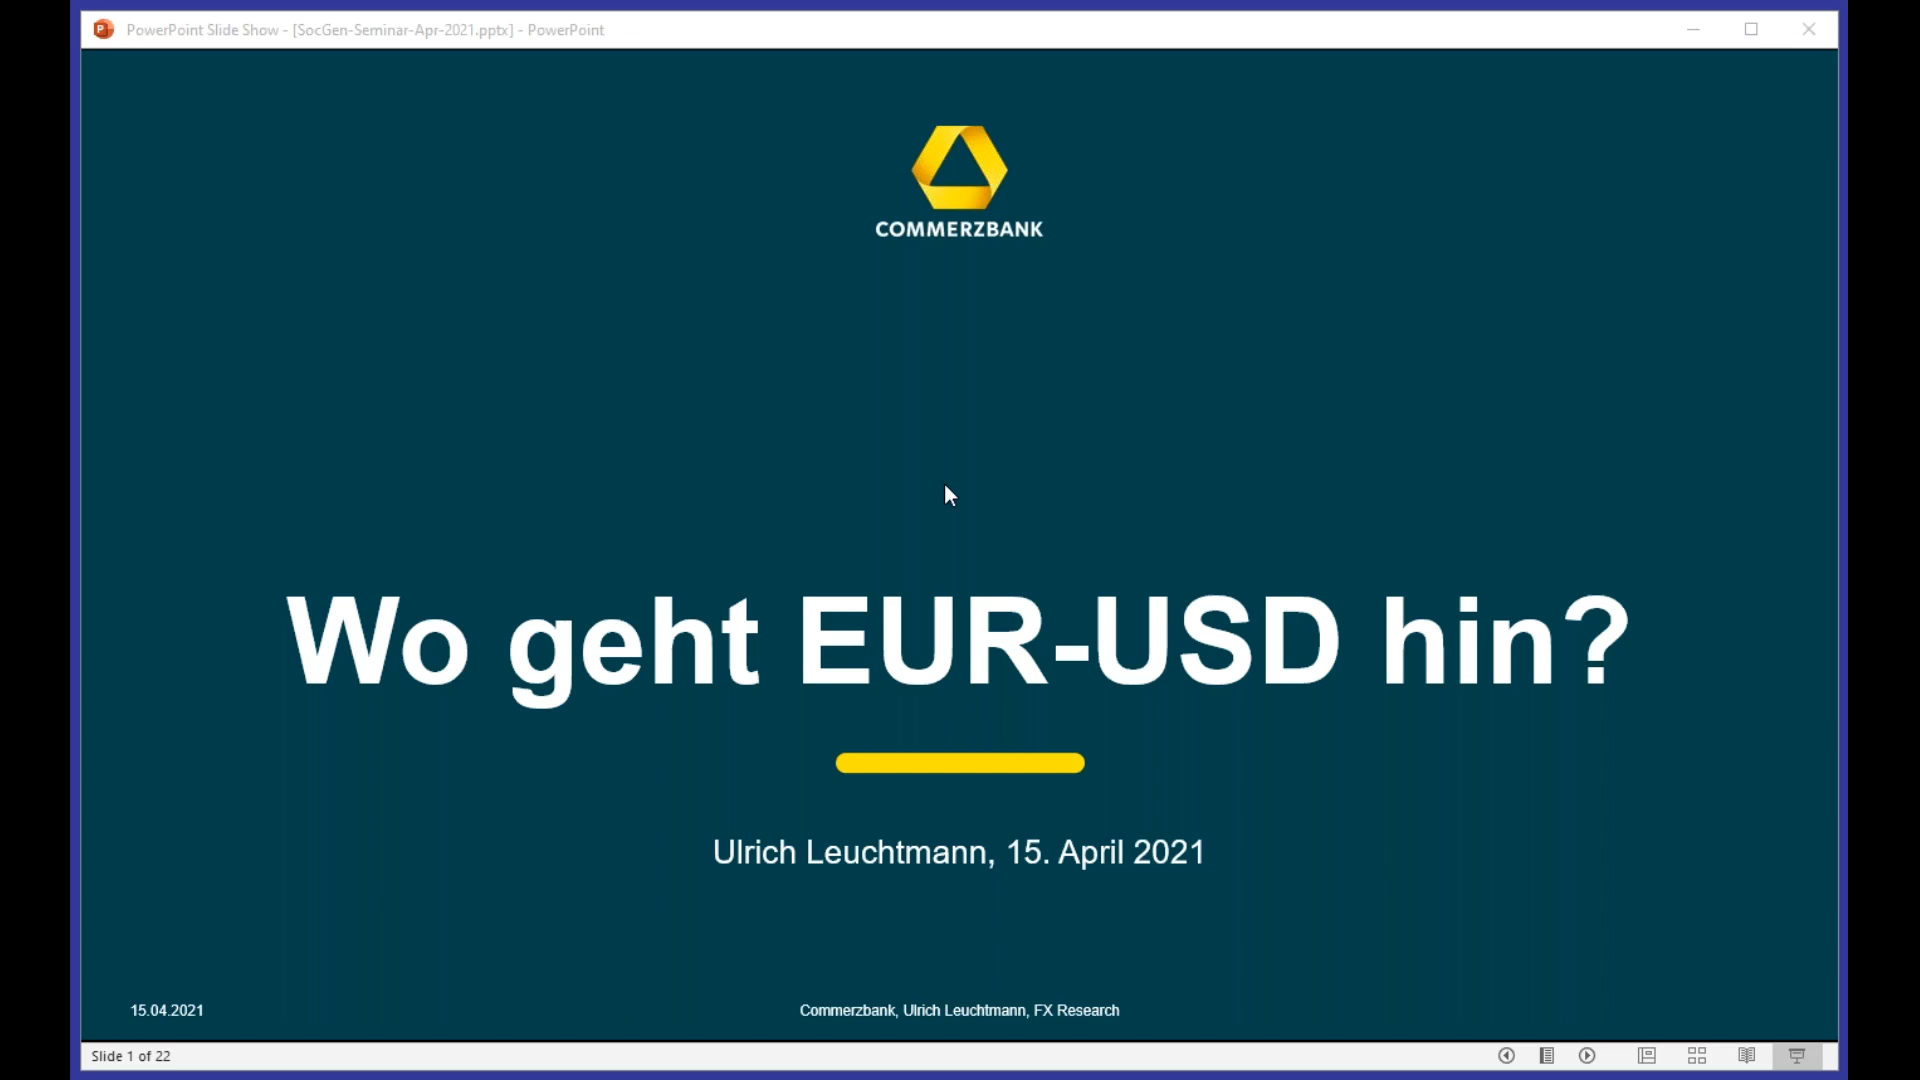 PowerPoint Slide Show - [SocGen-Seminar-Apr-2021.pptx] - PowerPoint
COMMERZBANK
Wo geht EUR-USD hin?
Ulrich Leuchtmann, 15. April 2021
15.04.2021
Commerzbank, Ulrich Leuchtmann, FX Research
Slide 1 of 22